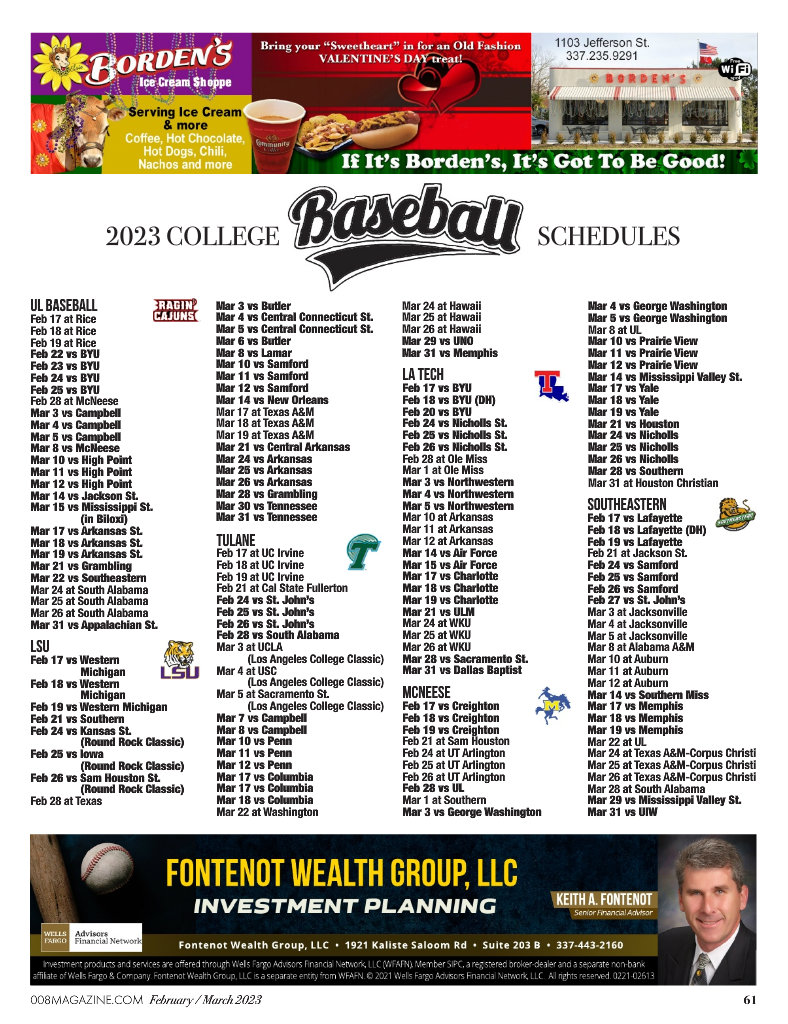 BORDEN'S
Ice Cream Shoppe
Serving Ice Cream
& more
Coffee, Hot Chocolate,
Hot Dogs, Chili,
Nachos and more
Bring your "Sweetheart" in for an Old Fashion
VALENTINE'S DAY treat!
Community
1103 Jefferson St.
337.235.9291
Free
Wi Fi
BORDEN'S
If It's Borden's, It's Got To Be Good!
2023 COLLEGE Baseball SCHEDULES
UL BASEBALL
RAGIN'
CAJUNS
Feb 17 at Rice
Feb 18 at Rice
Feb 19 at Rice
Feb 22 vs BYU
Feb 23 vs BYU
Feb 24 vs BYU
Feb 25 vs BYU
Feb 28 at McNeese
Mar 3 vs Campbell
Mar 4 vs Campbell
Mar 5 vs Campbell
Mar 8 vs McNeese
Mar 10 vs High Point
Mar 11 vs High Point
Mar 12 vs High Point
Mar 14 vs Jackson St.
Mar 15 vs Mississippi St.
(in Biloxi)
Mar 17 vs Arkansas St.
Mar 18 vs Arkansas St.
Mar 19 vs Arkansas St.
Mar 21 vs Grambling
Mar 22 vs Southeastern
Mar 24 at South Alabama
Mar 25 at South Alabama
Mar 26 at South Alabama
Mar 31 vs Appalachian St.
LSU
LSU
Feb 17 vs Western
Michigan
Feb 18 vs Western
Michigan
Feb 19 vs Western Michigan
Feb 21 vs Southern
Feb 24 vs Kansas St.
(Round Rock Classic)
Feb 25 vs Iowa
(Round Rock Classic)
Feb 26 vs Sam Houston St.
(Round Rock Classic)
Feb 28 at Texas
Mar 3 vs Butler
Mar 4 vs Central Connecticut St.
Mar 5 vs Central Connecticut St.
Mar 6 vs Butler
Mar 8 vs Lamar
Mar 10 vs Samford
Mar 11 vs Samford
Mar 12 vs Samford
Mar 14 vs New Orleans
Mar 17 at Texas A&M
Mar 18 at Texas A&M
Mar 19 at Texas A&M
Mar 21 vs Central Arkansas
Mar 24 vs Arkansas
Mar 25 vs Arkansas
Mar 26 vs Arkansas
Mar 28 vs Grambling
Mar 30 vs Tennessee
Mar 31 vs Tennessee
TULANE
T
Feb 17 at UC Irvine
Feb 18 at UC Irvine
Feb 19 at UC Irvine
Feb 21 at Cal State Fullerton
Feb 24 vs St. John's
Feb 25 vs St. John's
Feb 26 vs St. John's
Feb 28 vs South Alabama
Mar 3 at UCLA
(Los Angeles College Classic)
Mar 4 at USC
(Los Angeles College Classic)
Mar 5 at Sacramento St.
(Los Angeles College Classic)
Mar 7 vs Campbell
Mar 8 vs Campbell
Mar 10 vs Penn
Mar 11 vs Penn
Mar 12 vs Penn
Mar 17 vs Columbia
Mar 17 vs Columbia
Mar 18 vs Columbia
Mar 22 at Washington
Mar 24 at Hawaii
Mar 25 at Hawaii
Mar 26 at Hawaii
Mar 29 vs UNO
Mar 31 vs Memphis
LA TECH
T
Feb 17 vs BYU
Feb 18 vs BYU (DH)
Feb 20 vs BYU
Feb 24 vs Nicholls St.
Feb 25 vs Nicholls St.
Feb 26 vs Nicholls St.
Feb 28 at Ole Miss
Mar 1 at Ole Miss
Mar 3 vs Northwestern
Mar 4 vs Northwestern
Mar 5 vs Northwestern
Mar 10 at Arkansas
Mar 11 at Arkansas
Mar 12 at Arkansas
Mar 14 vs Air Force
Mar 15 vs Air Force
Mar 17 vs Charlotte
Mar 18 vs Charlotte
Mar 19 vs Charlotte
Mar 21 vs ULM
Mar 24 at WKU
Mar 25 at WKU
Mar 26 at WKU
Mar 28 vs Sacramento St.
Mar 31 vs Dallas Baptist
MCNEESE
M
Feb 17 vs Creighton
Feb 18 vs Creighton
Feb 19 vs Creighton
Feb 21 at Sam Houston
Feb 24 at UT Arlington
Feb 25 at UT Arlington
Feb 26 at UT Arlington
Feb 28 vs UL
Mar 1 at Southern
Mar 3 vs George Washington
Mar 4 vs George Washington
Mar 5 vs George Washington
Mar 8 at UL
Mar 10 vs Prairie View
Mar 11 vs Prairie View
Mar 12 vs Prairie View
Mar 14 vs Mississippi Valley St.
Mar 17 vs Yale
Mar 18 vs Yale
Mar 19 vs Yale
Mar 21 vs Houston
Mar 24 vs Nicholls
Mar 25 vs Nicholls
Mar 26 vs Nicholls
Mar 28 vs Southern
Mar 31 at Houston Christian
SOUTHEASTERN
SOUTHEASTERN
Feb 17 vs Lafayette
Feb 18 vs Lafayette (DH)
Feb 19 vs Lafayette
Feb 21 at Jackson St.
Feb 24 vs Samford
Feb 25 vs Samford
Feb 26 vs Samford
Feb 27 vs St. John's
Mar 3 at Jacksonville
Mar 4 at Jacksonville
Mar 5 at Jacksonville
Mar 8 at Alabama A&M
Mar 10 at Auburn
Mar 11 at Auburn
Mar 12 at Auburn
Mar 14 vs Southern Miss
Mar 17 vs Memphis
Mar 18 vs Memphis
Mar 19 vs Memphis
Mar 22 at UL
Mar 24 at Texas A&M-Corpus Christi
Mar 25 at Texas A&M-Corpus Christi
Mar 26 at Texas A&M-Corpus Christi
Mar 28 at South Alabama
Mar 29 vs Mississippi Valley St.
Mar 31 vs UIW
FONTENOT WEALTH GROUP, LLC
INVESTMENT PLANNING
KEITH A. FONTENOT
Senior Financial Advisor
WELLS
FARGO
Advisors
Financial Network
Fontenot Wealth Group, LLC • 1921 Kaliste Saloom Rd • Suite 203 B • 337-443-2160
Investment products and services are offered through Wells Fargo Advisors Financial Network, LLC (WFAFN), Member SIPC, a registered broker-dealer and a separate non-bank
affiliate of Wells Fargo & Company. Fontenot Wealth Group, LLC is a separate entity from WFAFN. © 2021 Wells Fargo Advisors Financial Network, LLC. All rights reserved. 0221-02613
008MAGAZINE.COM February / March 2023
61